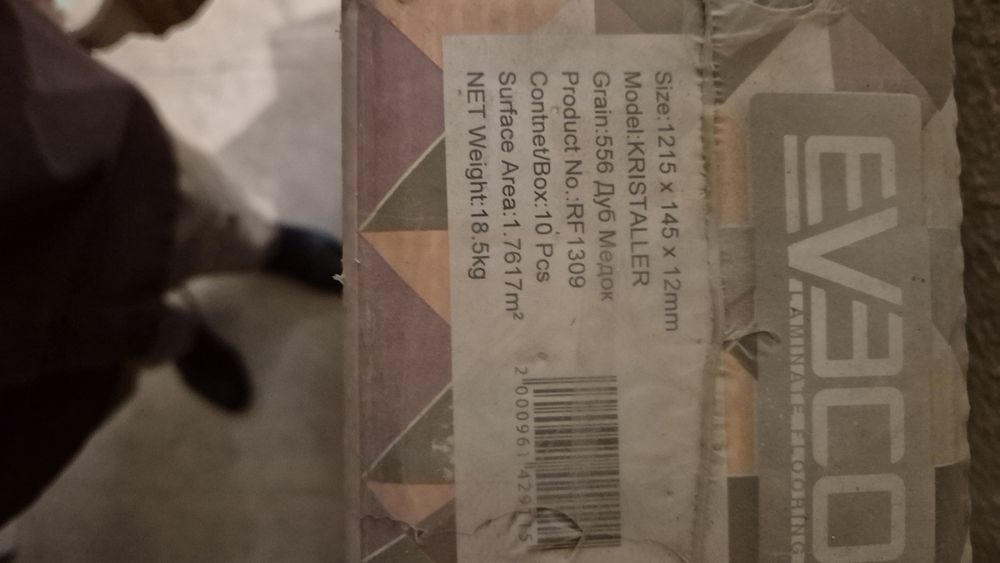 EVECO
LAMINATE FLOORING
Size:1215 x 145 x 12mm
Model:KRISTALLER
Grain:556 Дуб Медок
Product No.:RF1309
Contnet/Box:10 Pcs
Surface Area:1.7617m²
NET Weight:18.5kg